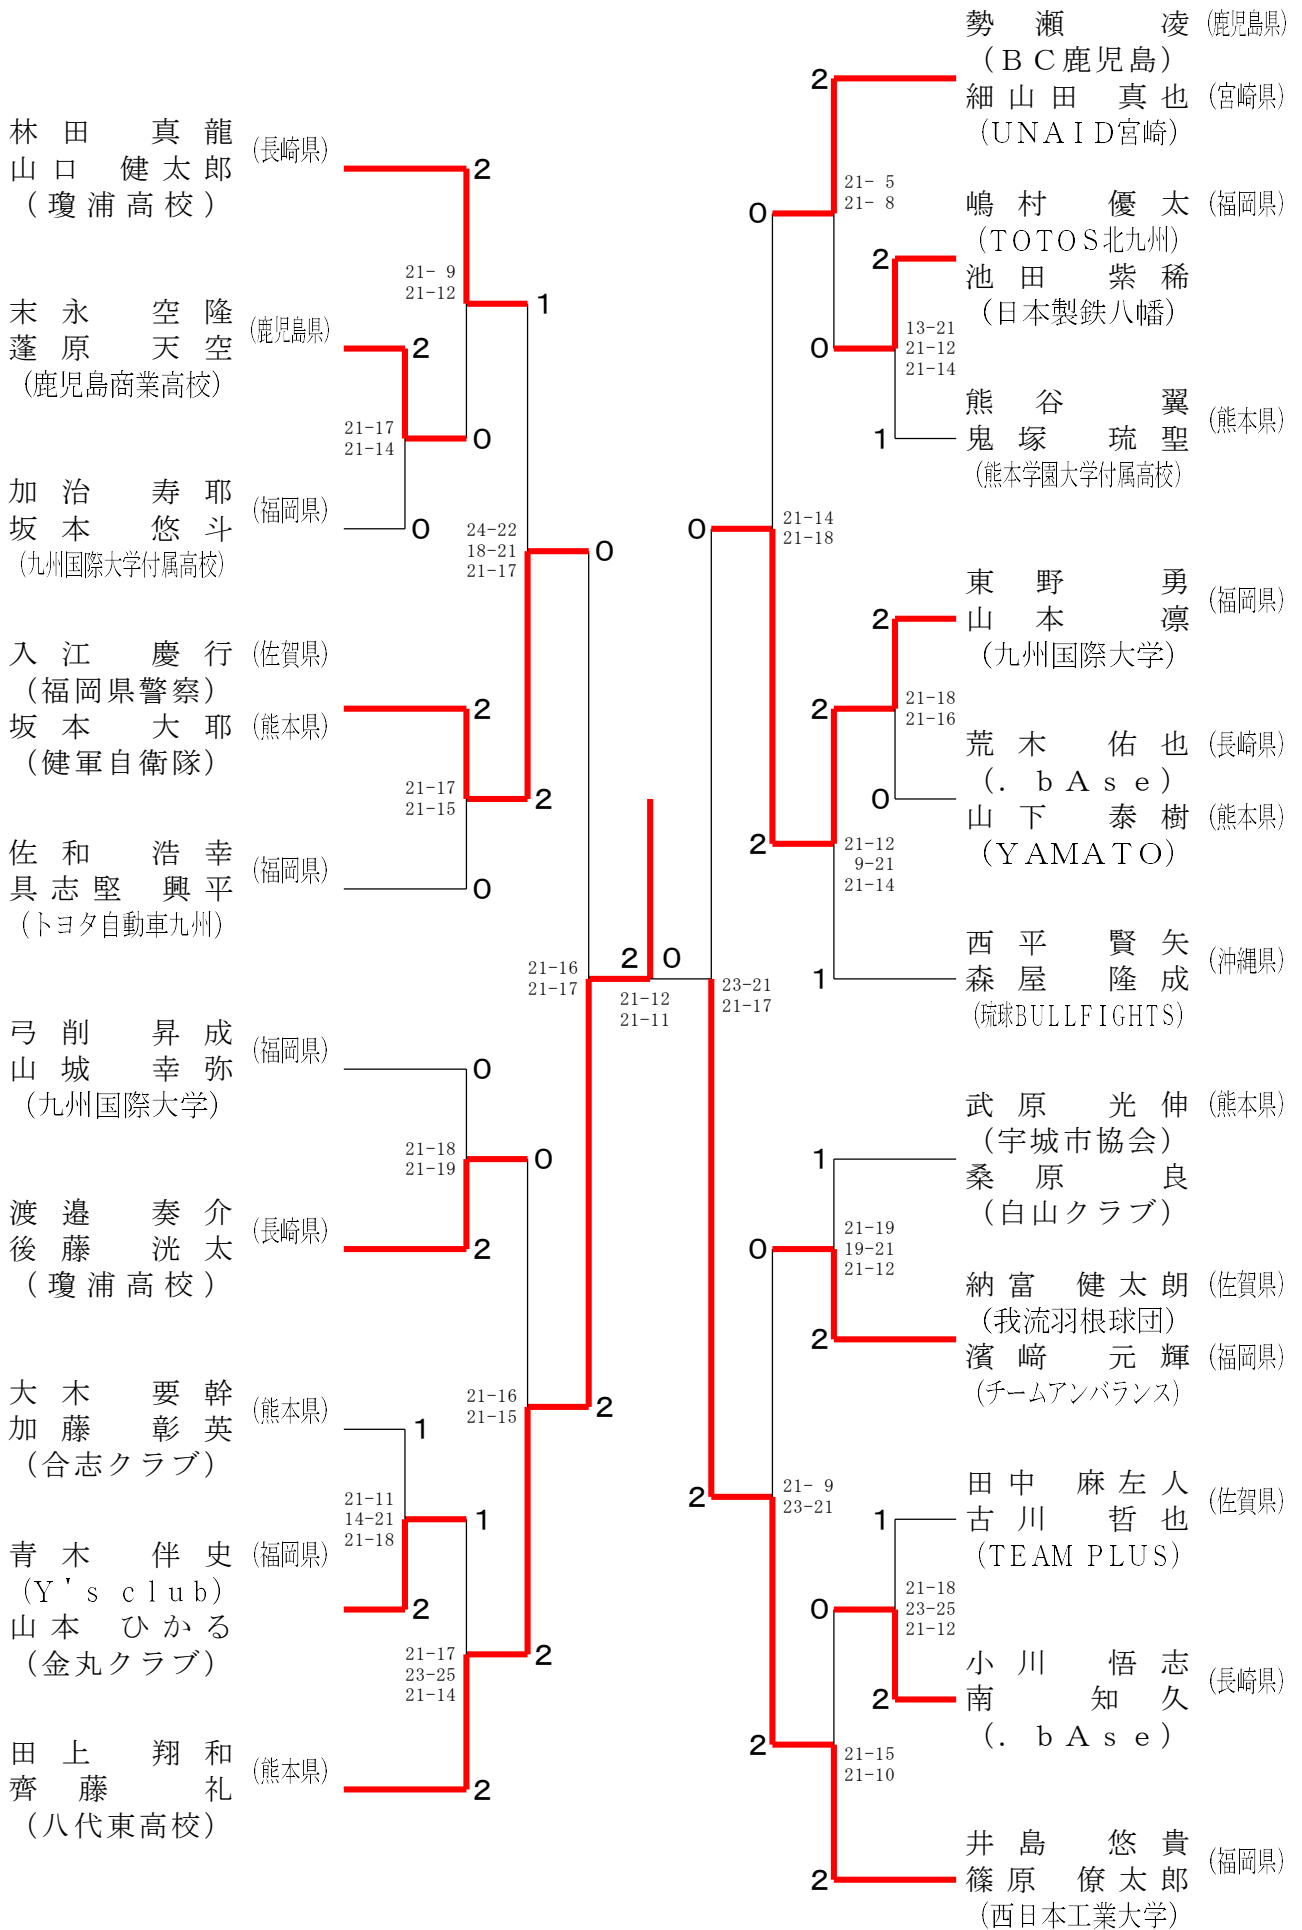 林田 真龍 (長崎県)
山口 健太郎
(瓊浦高校)
2
21- 9
21-12
1
末永 空隆 (鹿児島県)
蓬原 天空
(鹿児島商業高校)
2
21-17
21-14
0
加治 寿耶 (福岡県)
坂本 悠斗
(九州国際大学付属高校)
0
24-22
18-21
21-17
0
入江 慶行 (佐賀県)
(福岡県警察)
坂本 大耶 (熊本県)
(健軍自衛隊)
2
21-17
21-15
2
佐和 浩幸 (福岡県)
具志堅 興平
(トヨタ自動車九州)
0
21-16
21-17
弓削 昇成 (福岡県)
山城 幸弥
(九州国際大学)
0
21-18
21-19
0
渡邉 奏介 (長崎県)
後藤 洸太
(瓊浦高校)
2
21-16
21-15
2
大木 要幹 (熊本県)
加藤 彰英
(合志クラブ)
1
21-11
14-21
21-18
1
青木 伴史 (福岡県)
(Y's club)
山本 ひかる
(金丸クラブ)
2
21-17
23-25
21-14
2
田上 翔和 (熊本県)
齊藤 礼
(八代東高校)
2
2 0
21-12
21-11
勢瀬 凌 (鹿児島県)
(BC鹿児島)
細山田 真也 (宮崎県)
(UNAID宮崎)
2
21- 5
21- 8
0
嶋村 優太 (福岡県)
(TOTOS北九州)
池田 紫稀
(日本製鉄八幡)
2
13-21
21-12
21-14
0
熊谷 翼 (熊本県)
鬼塚 琉聖
(熊本学園大学付属高校)
1
21-14
21-18
0
東野 勇 (福岡県)
山本 凛
(九州国際大学)
2
21-18
21-16
2
荒木 佑也 (長崎県)
(.bAse)
山下 泰樹 (熊本県)
(YAMATO)
0
21-12
9-21
21-14
2
西平 賢矢 (沖縄県)
森屋 隆成
(琉球BULLFIGHTS)
1
23-21
21-17
武原 光伸 (熊本県)
(宇城市協会)
桑原 良
(白山クラブ)
1
21-19
19-21
21-12
0
納富 健太朗 (佐賀県)
(我流羽根球団)
濱﨑 元輝 (福岡県)
(チームアンバランス)
2
21- 9
23-21
2
田中 麻左人 (佐賀県)
古川 哲也
(TEAM PLUS)
1
21-18
23-25
21-12
0
小川 悟志 (長崎県)
南 知久
(.bAse)
2
21-15
21-10
2
井島 悠貴 (福岡県)
篠原 僚太郎
(西日本工業大学)
2